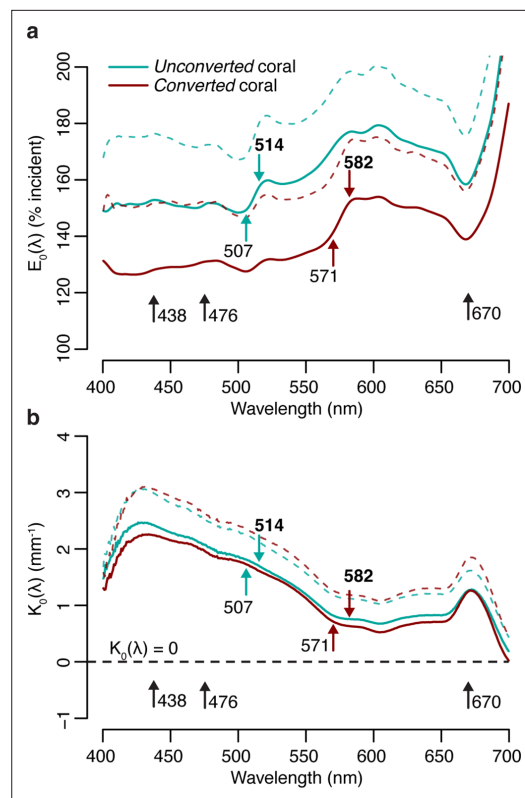 a
200
180
160
140
120
100
E0(λ) (% incident)
Unconverted coral
Converted coral
514
582
507
571
438
476
670
400 450 500 550 600 650 700
Wavelength (nm)
b
4
3
2
1
0
−1
K0(λ) (mm⁻¹)
514
582
507
571
K0(λ) = 0
438
476
670
400 450 500 550 600 650 700
Wavelength (nm)